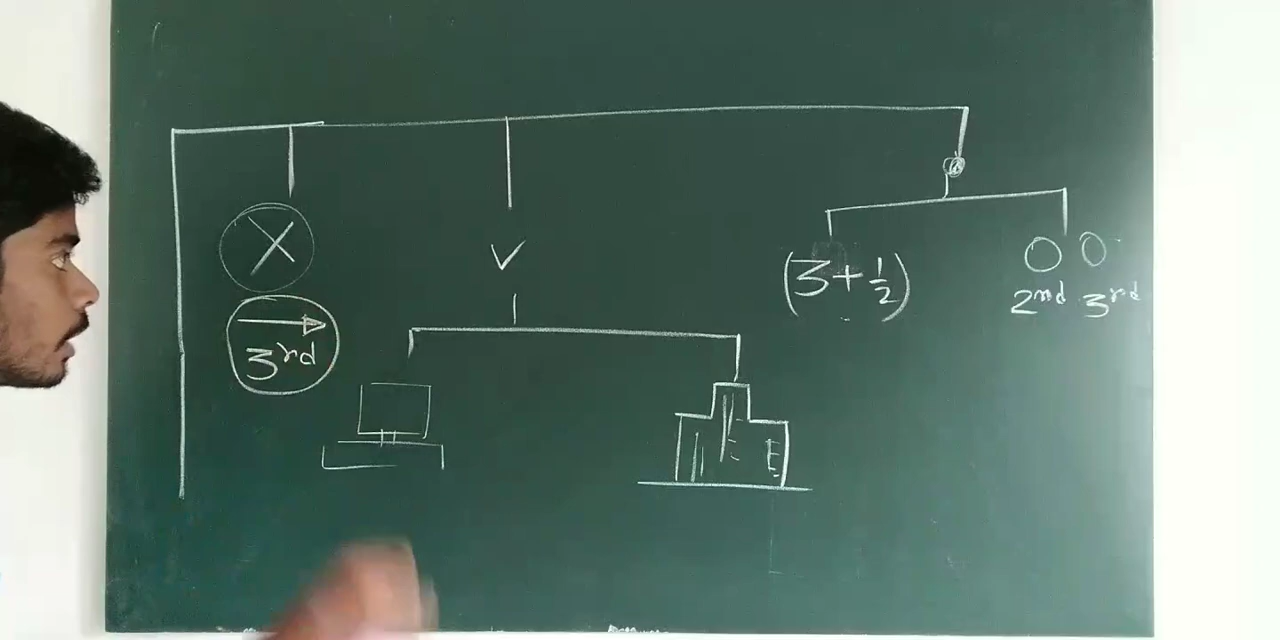 X
3rd
✓
(3+½)
O O
2nd 3rd